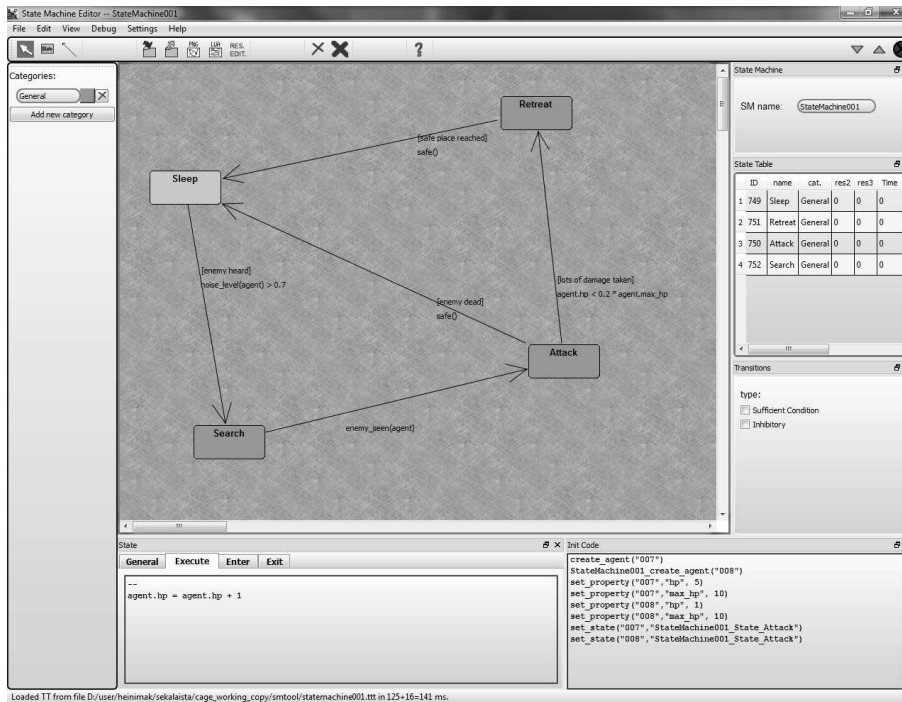 State Machine Editor -- StateMachine001
File Edit View Debug Settings Help
State
MSG
LUA
RES.
EDIT.
?
Categories:
General
Add new category
Retreat
[safe place reached]
safe()
Sleep
[enemy heard]
noise_level(agent) > 0.7
[lots of damage taken]
agent.hp < 0.2 * agent.max_hp
[enemy dead]
safe()
Attack
Search
enemy_seen(agent)
State Machine
SM name: StateMachine001
State Table
ID name cat. res2 res3 Time
1 749 Sleep General 0 0 0
2 751 Retreat General 0 0 0
3 750 Attack General 0 0 0
4 752 Search General 0 0 0
Transitions
type:
Sufficient Condition
Inhibitory
State
General Execute Enter Exit
--
agent.hp = agent.hp + 1
Init Code
create_agent("007")
StateMachine001_create_agent("008")
set_property("007","hp", 5)
set_property("007","max_hp", 10)
set_property("008","hp", 1)
set_property("008","max_hp", 10)
set_state("007","StateMachine001_State_Attack")
set_state("008","StateMachine001_State_Attack")
Loaded TT from file D:/user/heinimak/sekalaista/cage_working_copy/smtool/statemachine001.ttt in 125+16=141 ms.